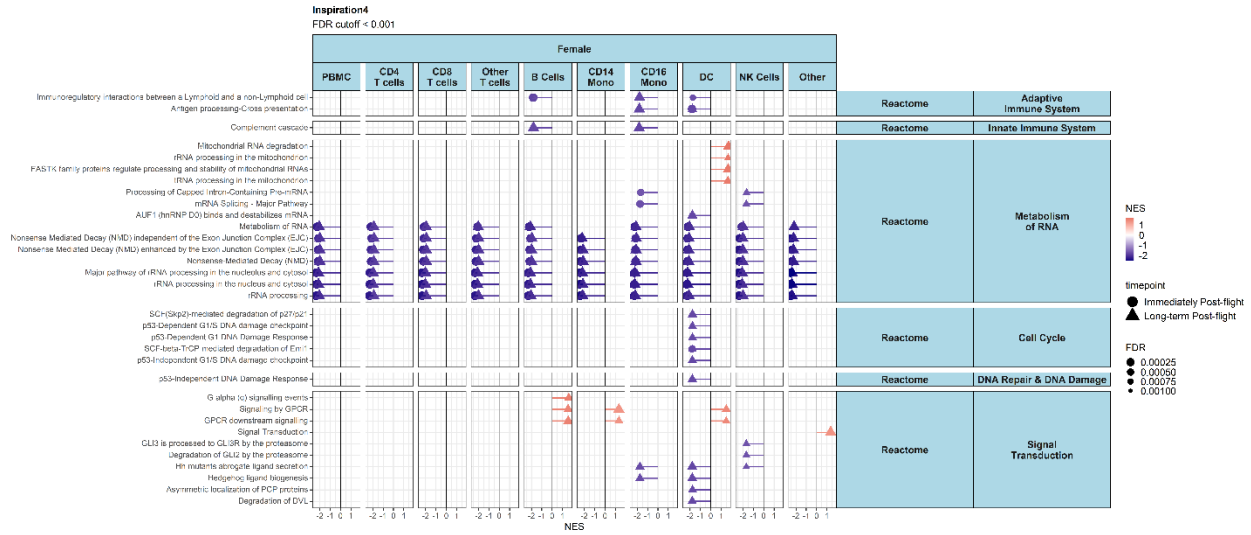 Inspiration4
FDR cutoff < 0.001
Female
PBMC
CD4
T cells
CD8
T cells
Other
T cells
B Cells
CD14
Mono
CD16
Mono
DC
NK Cells
Other
Immunoregulatory interactions between a Lymphoid and a non-Lymphoid cell
Antigen processing-Cross presentation
Reactome
Adaptive
Immune System
Complement cascade
Reactome
Innate Immune System
Mitochondrial RNA degradation
rRNA processing in the mitochondrion
FASTK family proteins regulate processing and stability of mitochondrial RNAs
tRNA processing in the mitochondrion
Processing of Capped Intron-Containing Pre-mRNA
mRNA Splicing - Major Pathway
AUF1 (hnRNP D0) binds and destabilizes mRNA
Metabolism of RNA
Nonsense Mediated Decay (NMD) independent of the Exon Junction Complex (EJC)
Nonsense Mediated Decay (NMD) enhanced by the Exon Junction Complex (EJC)
Nonsense-Mediated Decay (NMD)
Major pathway of rRNA processing in the nucleolus and cytosol
rRNA processing in the nucleus and cytosol
rRNA processing
Reactome
Metabolism
of RNA
SCF(Skp2)-mediated degradation of p27/p21
p53-Dependent G1/S DNA damage checkpoint
p53-Dependent G1 DNA Damage Response
SCF-beta-TrCP mediated degradation of Emi1
p53-Independent G1/S DNA damage checkpoint
Reactome
Cell Cycle
p53-Independent DNA Damage Response
Reactome
DNA Repair & DNA Damage
G alpha (q) signalling events
Signaling by GPCR
GPCR downstream signalling
Signal Transduction
GLI3 is processed to GLI3R by the proteasome
Degradation of GLI2 by the proteasome
Hh mutants abrogate ligand secretion
Hedgehog ligand biogenesis
Asymmetric localization of PCP proteins
Degradation of DVL
Reactome
Signal
Transduction
-2 -1 0 1
-2 -1 0 1
-2 -1 0 1
-2 -1 0 1
-2 -1 0 1
-2 -1 0 1
-2 -1 0 1
-2 -1 0 1
-2 -1 0 1
-2 -1 0 1
NES
NES
1
0
-1
-2
timepoint
Immediately Post-flight
Long-term Post-flight
FDR
0.00025
0.00050
0.00075
0.00100